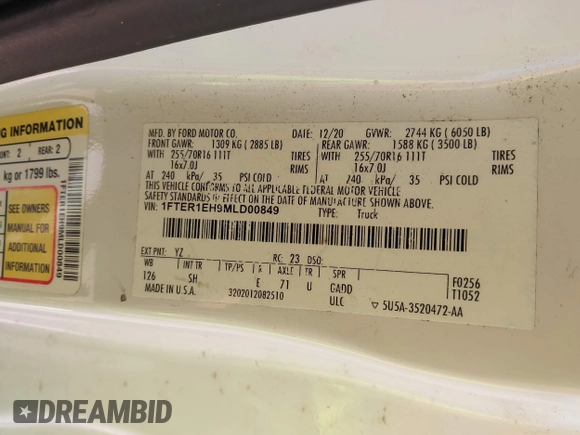 NG INFORMATION
UNT: 2 REAR: 2
kg or 1799 lbs.
SEE OWNERS
MANUAL FOR
ADDITIONAL
1FTER1EH9MLD00849
MFD. BY FORD MOTOR CO.
DATE: 12/20 GVWR: 2744 KG ( 6050 LB)
FRONT GAWR: 1309 KG ( 2885 LB) REAR GAWR: 1588 KG ( 3500 LB)
WITH 255/70R16 111T TIRES WITH 255/70R16 111T TIRES
16x7.0J RIMS 16x7.0J RIMS
AT 240 kPa/ 35 PSI COLD AT 240 kPa/ 35 PSI COLD
THIS VEHICLE CONFORMS TO ALL APPLICABLE FEDERAL MOTOR VEHICLE
SAFETY STANDARDS IN EFFECT ON THE DATE OF MANUFACTURE SHOWN ABOVE.
VIN: 1FTER1EH9MLD00849 TYPE: Truck
EXT PNT: YZ RC: 23 DSO:
WB INT TR TP/PS & AXLE TR SPR
126 SH E 71 U GADD
F0256
T1052
MADE IN U.S.A. 3202012082510 ULC ▽ 5U5A-3520472-AA
DREAMBID